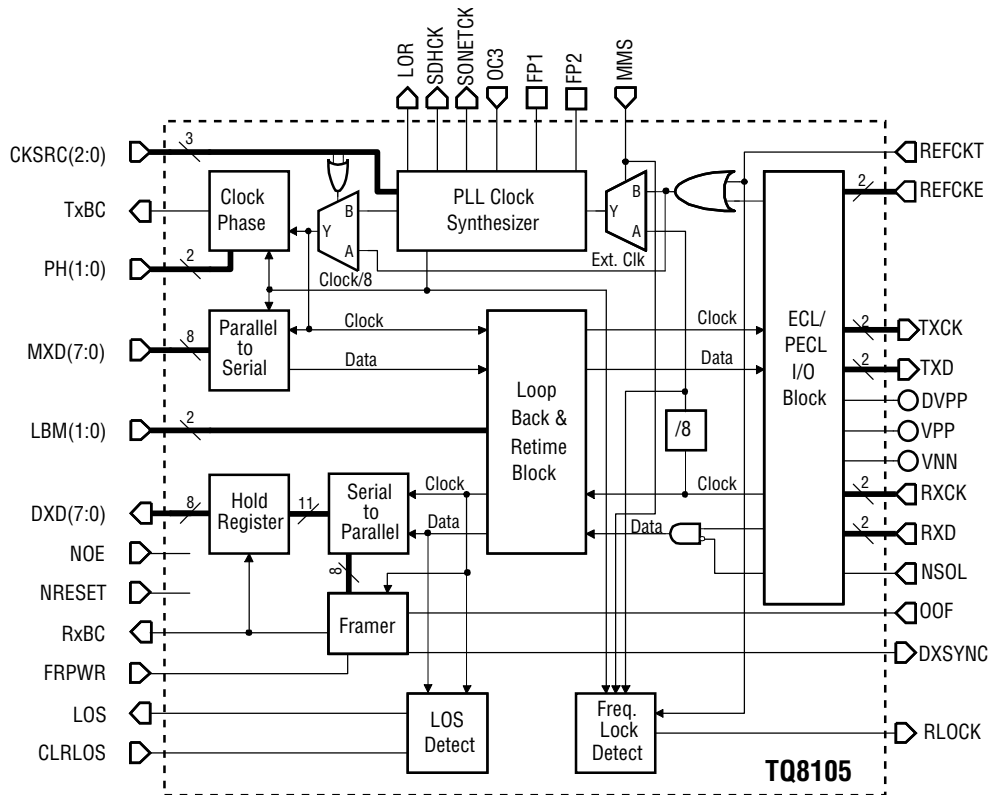 LOR
SDHCK
SONETCK
OC3
FP1
FP2
MMS
CKSRC(2:0)
3
TxBC
PH(1:0)
2
MXD(7:0)
8
LBM(1:0)
2
DXD(7:0)
8
NOE
NRESET
RxBC
FRPWR
LOS
CLRLOS
Clock
Phase
Y
B
A
PLL Clock
Synthesizer
Y
B
A
Ext. Clk
Clock/8
Parallel
to
Serial
Clock
Data
Loop
Back &
Retime
Block
Clock
Data
/8
Clock
Data
Hold
Register
11
Serial
to
Parallel
Clock
Data
8
Framer
LOS
Detect
Freq.
Lock
Detect
ECL/
PECL
I/O
Block
REFCKT
2
REFCKE
2
TXCK
2
TXD
DVPP
VPP
VNN
2
RXCK
2
RXD
NSOL
OOF
DXSYNC
RLOCK
TQ8105